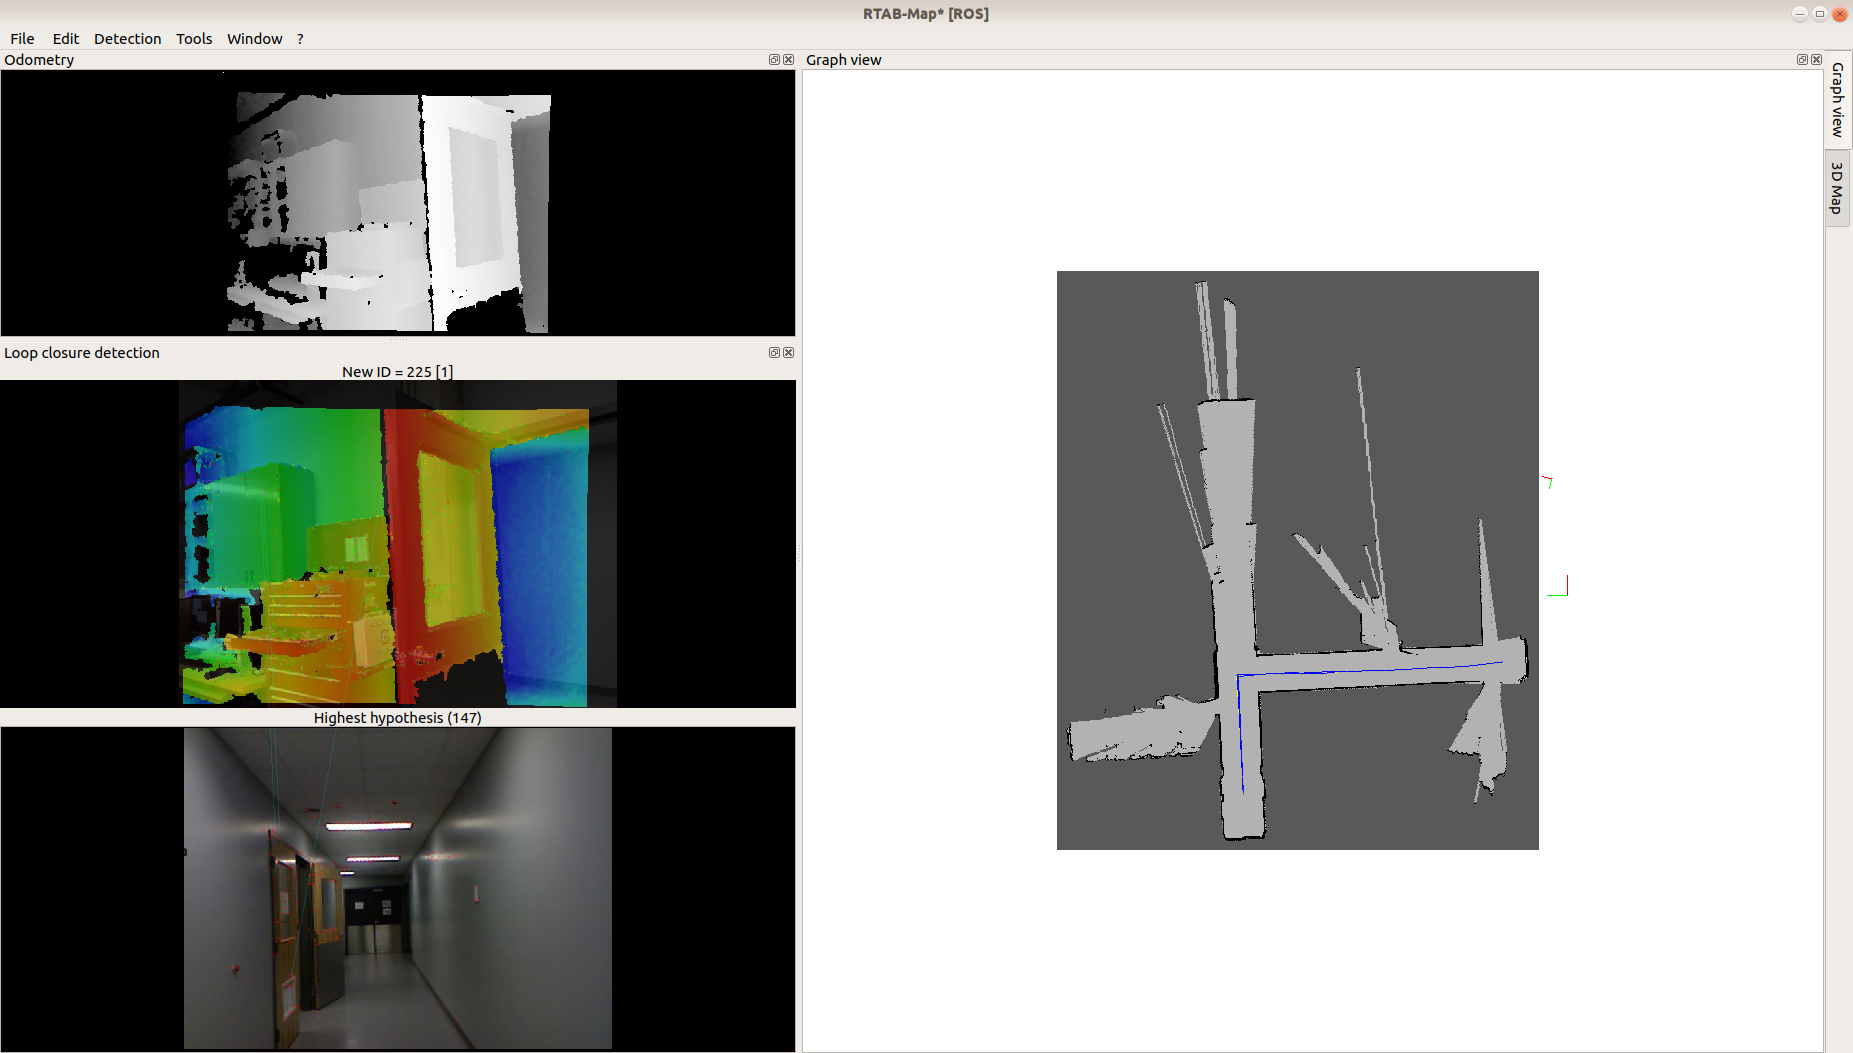 RTAB-Map* [ROS]
File Edit Detection Tools Window ?
Odometry
Loop closure detection
New ID = 225 [1]
Highest hypothesis (147)
Graph view
Graph view
3D Map